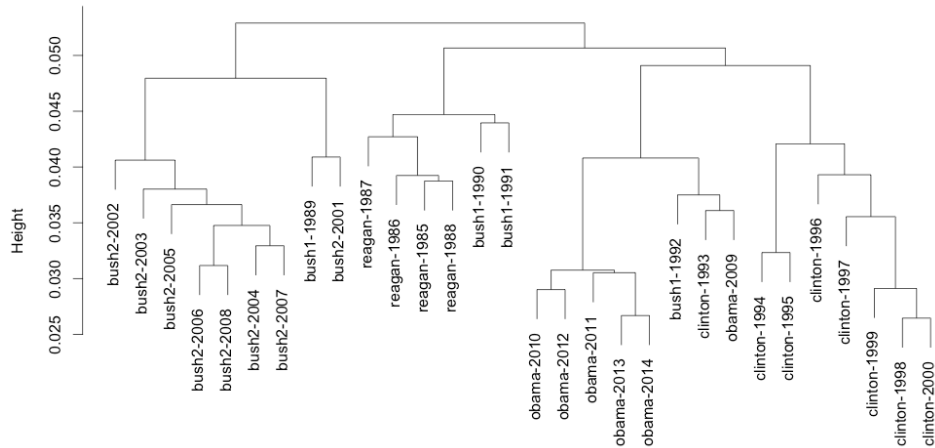 Height
0.050
0.045
0.040
0.035
0.030
0.025
bush2-2002
bush2-2003
bush2-2005
bush2-2006
bush2-2008
bush2-2004
bush2-2007
bush1-1989
bush2-2001
reagan-1987
reagan-1986
reagan-1985
reagan-1988
bush1-1990
bush1-1991
obama-2010
obama-2012
obama-2011
obama-2013
obama-2014
bush1-1992
clinton-1993
obama-2009
clinton-1994
clinton-1995
clinton-1996
clinton-1997
clinton-1999
clinton-1998
clinton-2000